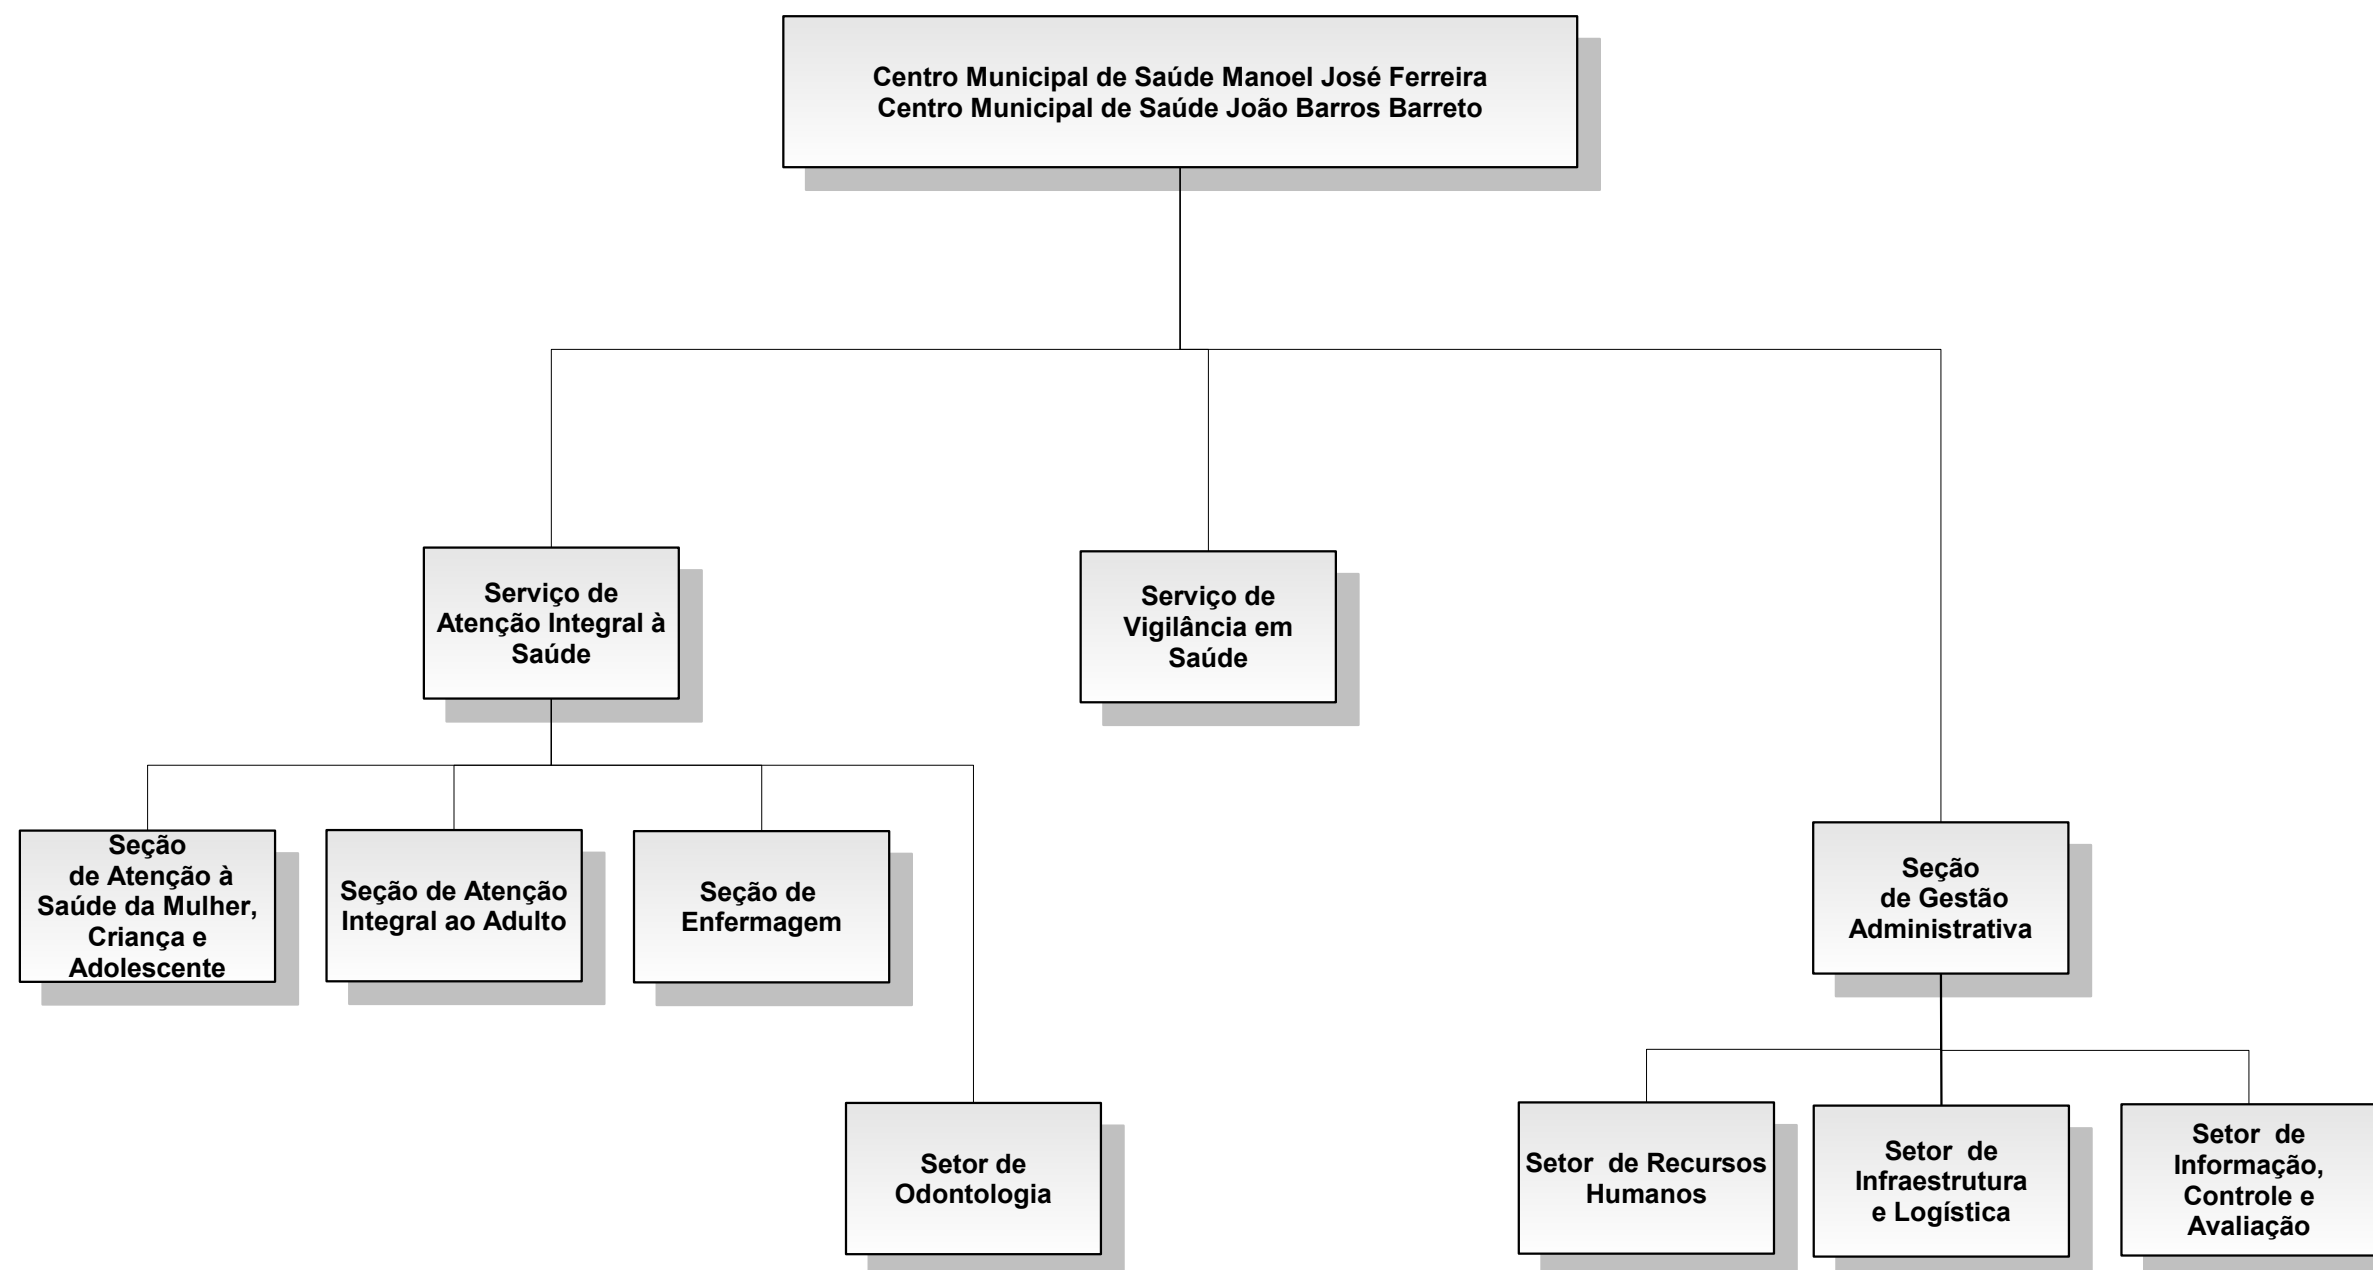 Centro Municipal de Saúde Manoel José Ferreira
Centro Municipal de Saúde João Barros Barreto
Serviço de
Atenção Integral à
Saúde
Serviço de
Vigilância em
Saúde
Seção
de Atenção à
Saúde da Mulher,
Criança e
Adolescente
Seção de Atenção
Integral ao Adulto
Seção de
Enfermagem
Seção
de Gestão
Administrativa
Setor de
Odontologia
Setor de Recursos
Humanos
Setor de
Infraestrutura
e Logística
Setor de
Informação,
Controle e
Avaliação